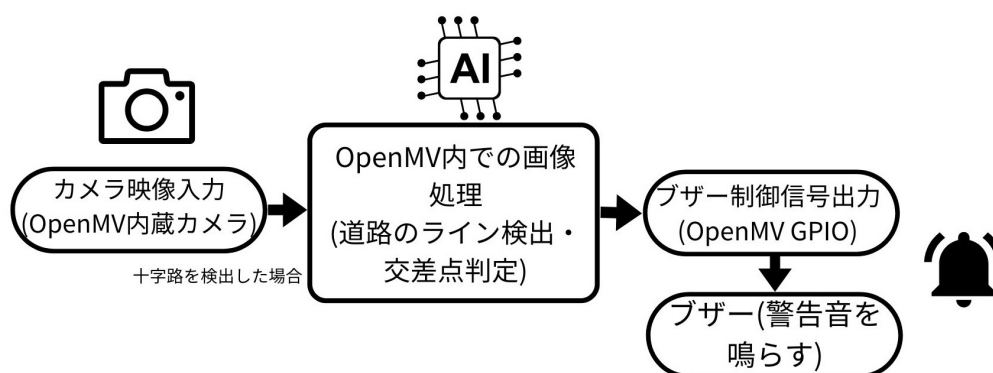 AI
カメラ映像入力
(OpenMV内蔵カメラ)
十字路を検出した場合
OpenMV内での画像
処理
(道路のライン検出・
交差点判定)
ブザー制御信号出力
(OpenMV GPIO)
ブザー(警告音を
鳴らす)